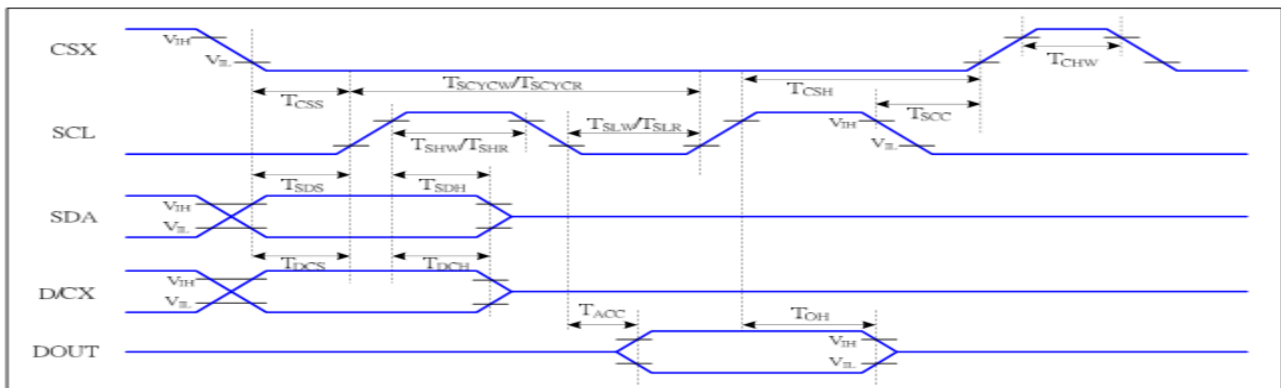 CSX
VIH
VIL
TCSS
TSCYCW/TSCYCR
TCSH
TCHW
TSCC
SCL
TSHW/TSHR
TSLW/TSLR
VIH
VIL
TSDS
TSDH
SDA
VIH
VIL
TDCS
TDCH
D/CX
VIH
VIL
TACC
TOH
DOUT
VIH
VIL